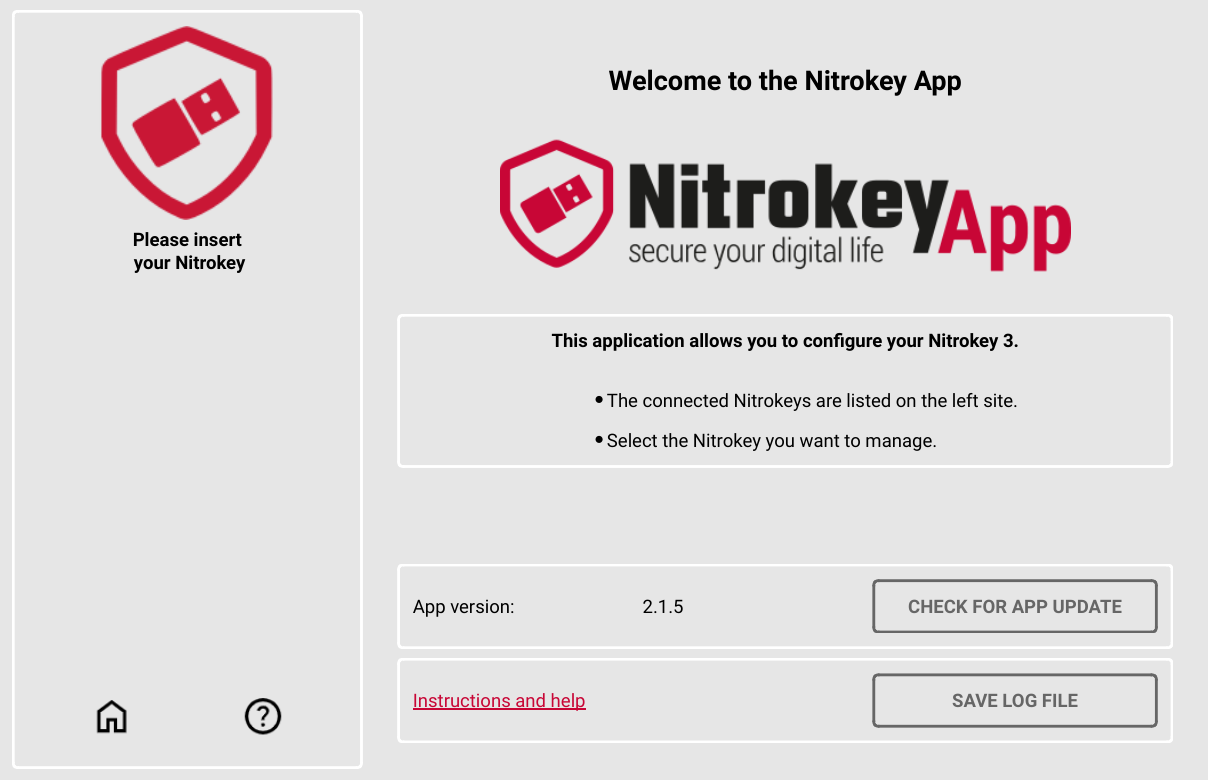 Please insert
your Nitrokey
Welcome to the Nitrokey App
NitrokeyApp
secure your digital life
This application allows you to configure your Nitrokey 3.
• The connected Nitrokeys are listed on the left site.
• Select the Nitrokey you want to manage.
App version: 2.1.5 CHECK FOR APP UPDATE
Instructions and help SAVE LOG FILE